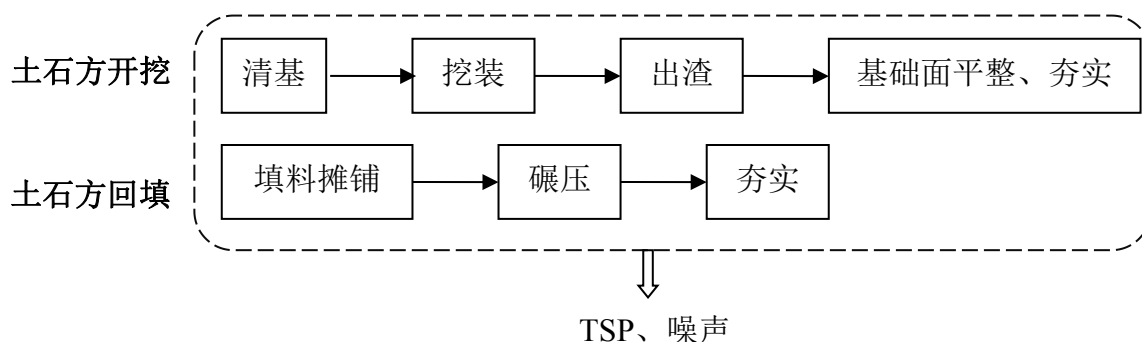 土石方开挖 清基 挖装 出渣 基础面平整、夯实
土石方回填 填料摊铺 碾压 夯实
TSP、噪声